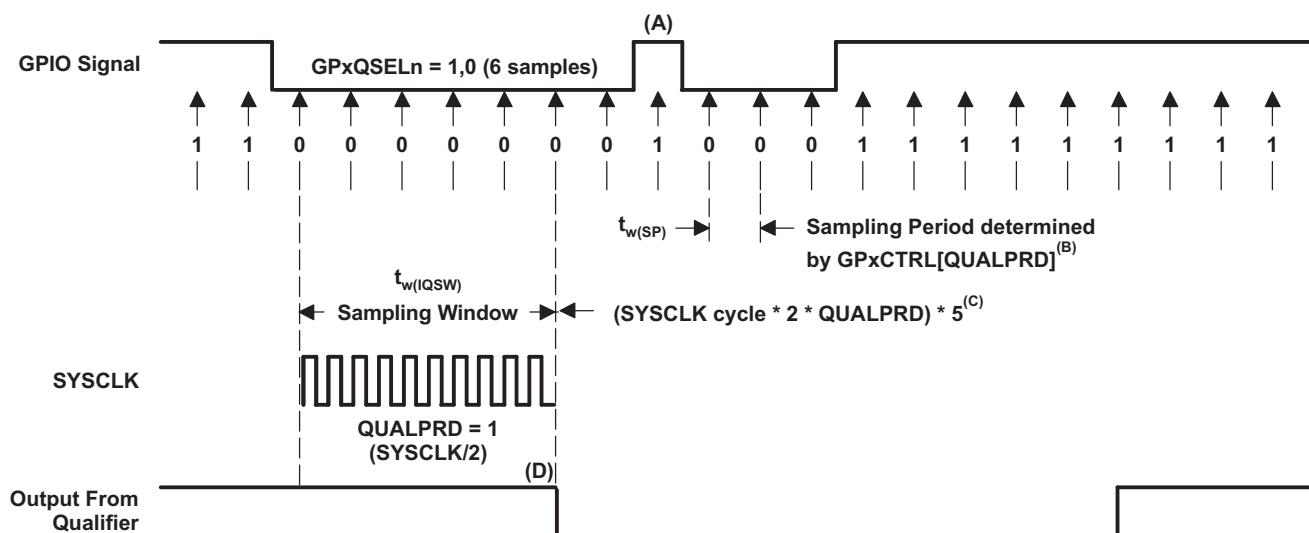 (A)
GPIO Signal
GPxQSELn = 1,0 (6 samples)
1 1 0 0 0 0 0 0 0 1 0 0 0 1 1 1 1 1 1 1 1 1
tw(SP)
Sampling Period determined
by GPxCTRL[QUALPRD](B)
tw(IQSW)
Sampling Window
(SYSCLK cycle * 2 * QUALPRD) * 5(C)
SYSCLK
QUALPRD = 1
(SYSCLK/2)
(D)
Output From
Qualifier